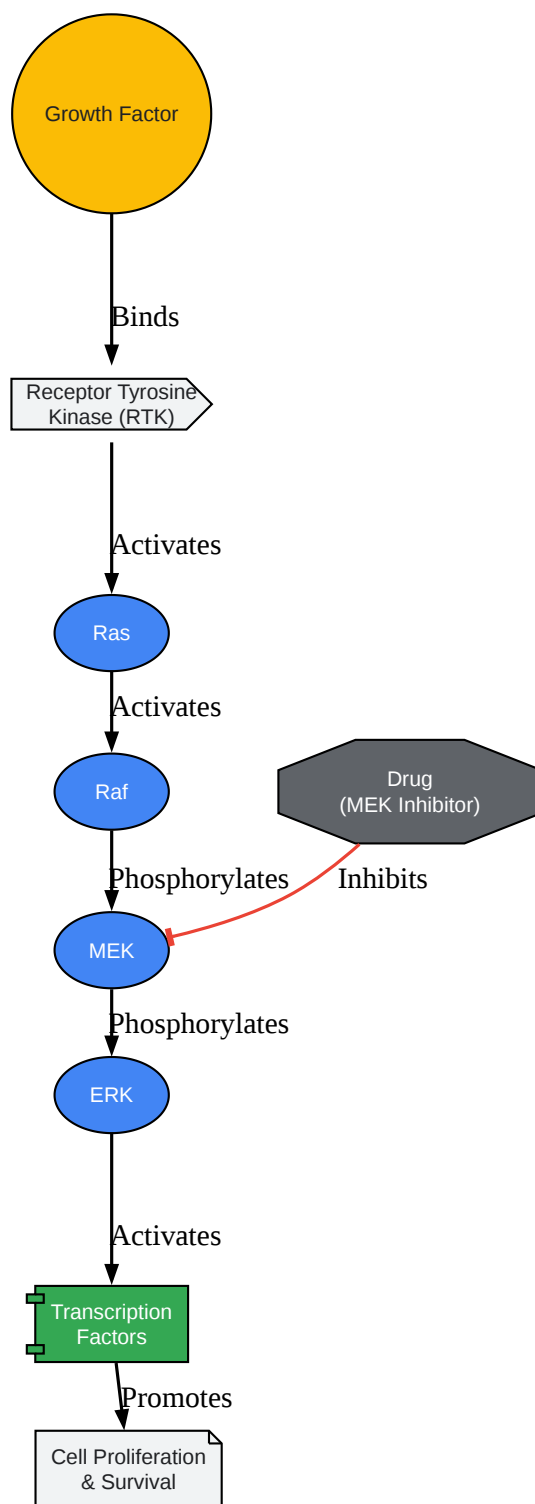 Growth Factor
Binds
Receptor Tyrosine
Kinase (RTK)
Activates
Ras
Activates
Raf
Drug
(MEK Inhibitor)
Phosphorylates
Inhibits
MEK
Phosphorylates
ERK
Activates
Transcription
Factors
Promotes
Cell Proliferation
& Survival